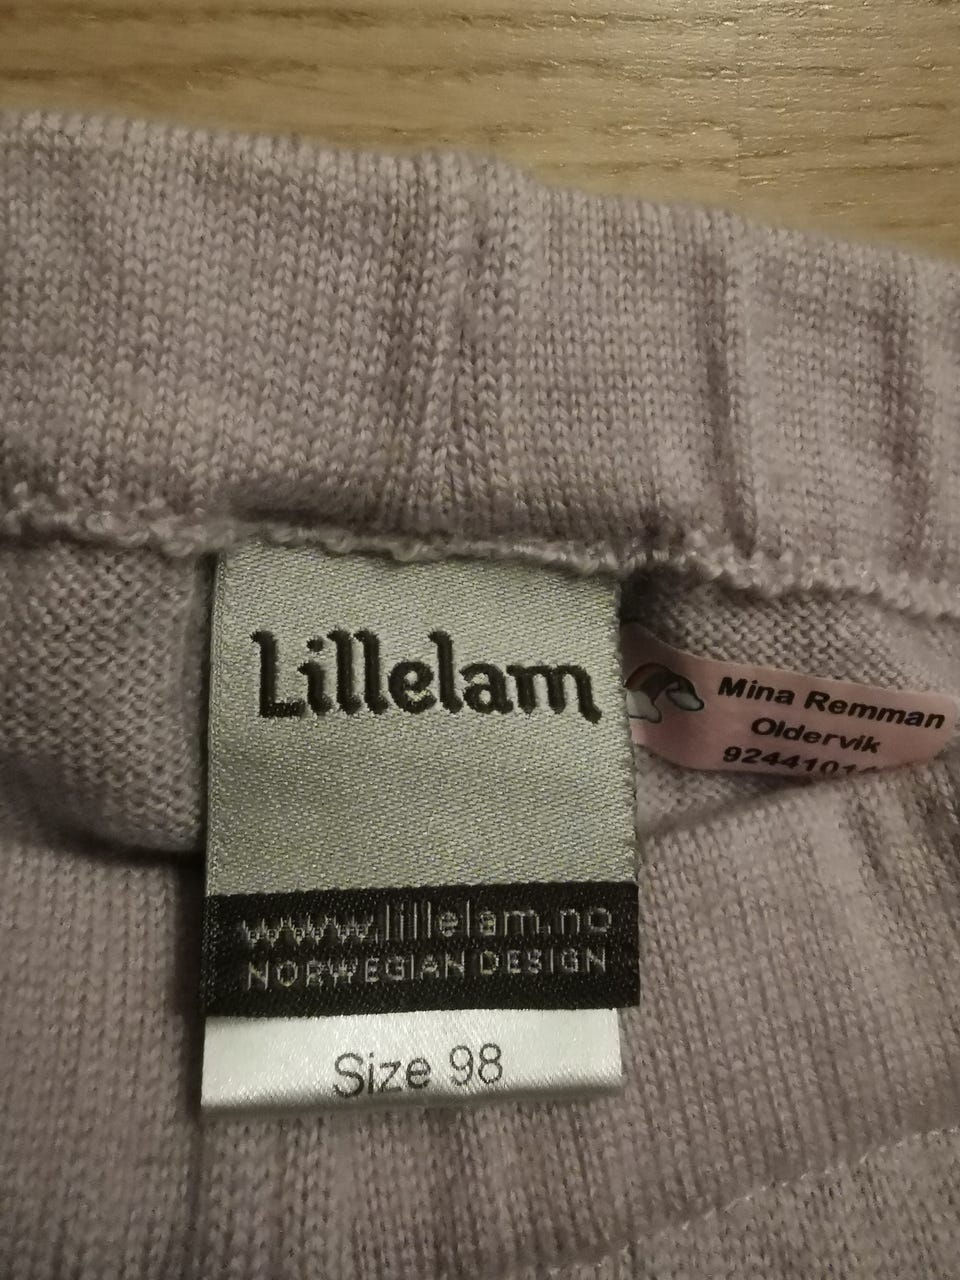 Lillelam
www.lillelam.no
NORWEGIAN DESIGN
Size 98
Mina Remman
Oldervik